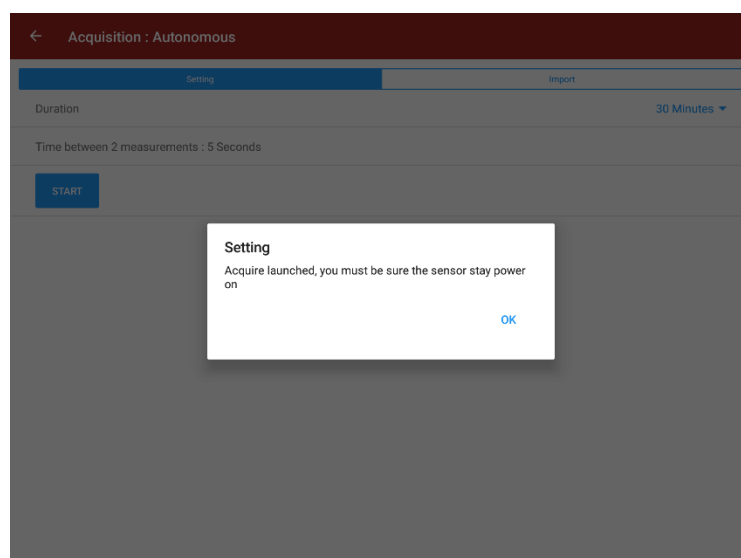 Acquisition : Autonomous
Setting Import
Duration 30 Minutes
Time between 2 measurements : 5 Seconds
START
Setting
Acquire launched, you must be sure the sensor stay power
on
OK